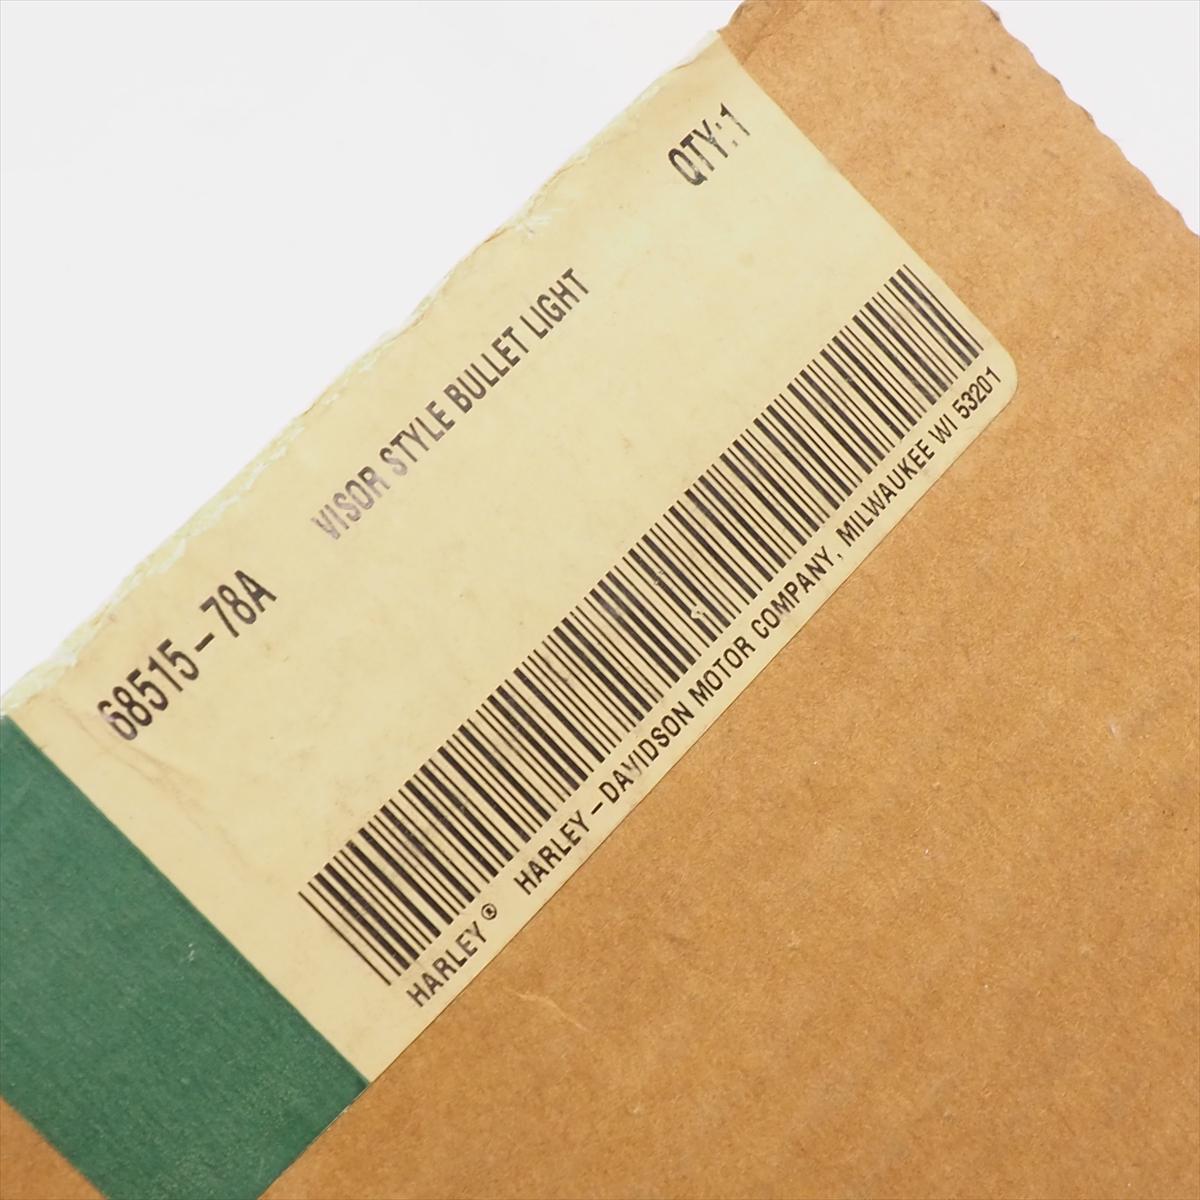 QTY:1
VISOR STYLE BULLET LIGHT
68515-78A
HARLEY® HARLEY-DAVIDSON MOTOR COMPANY, MILWAUKEE WI 53201